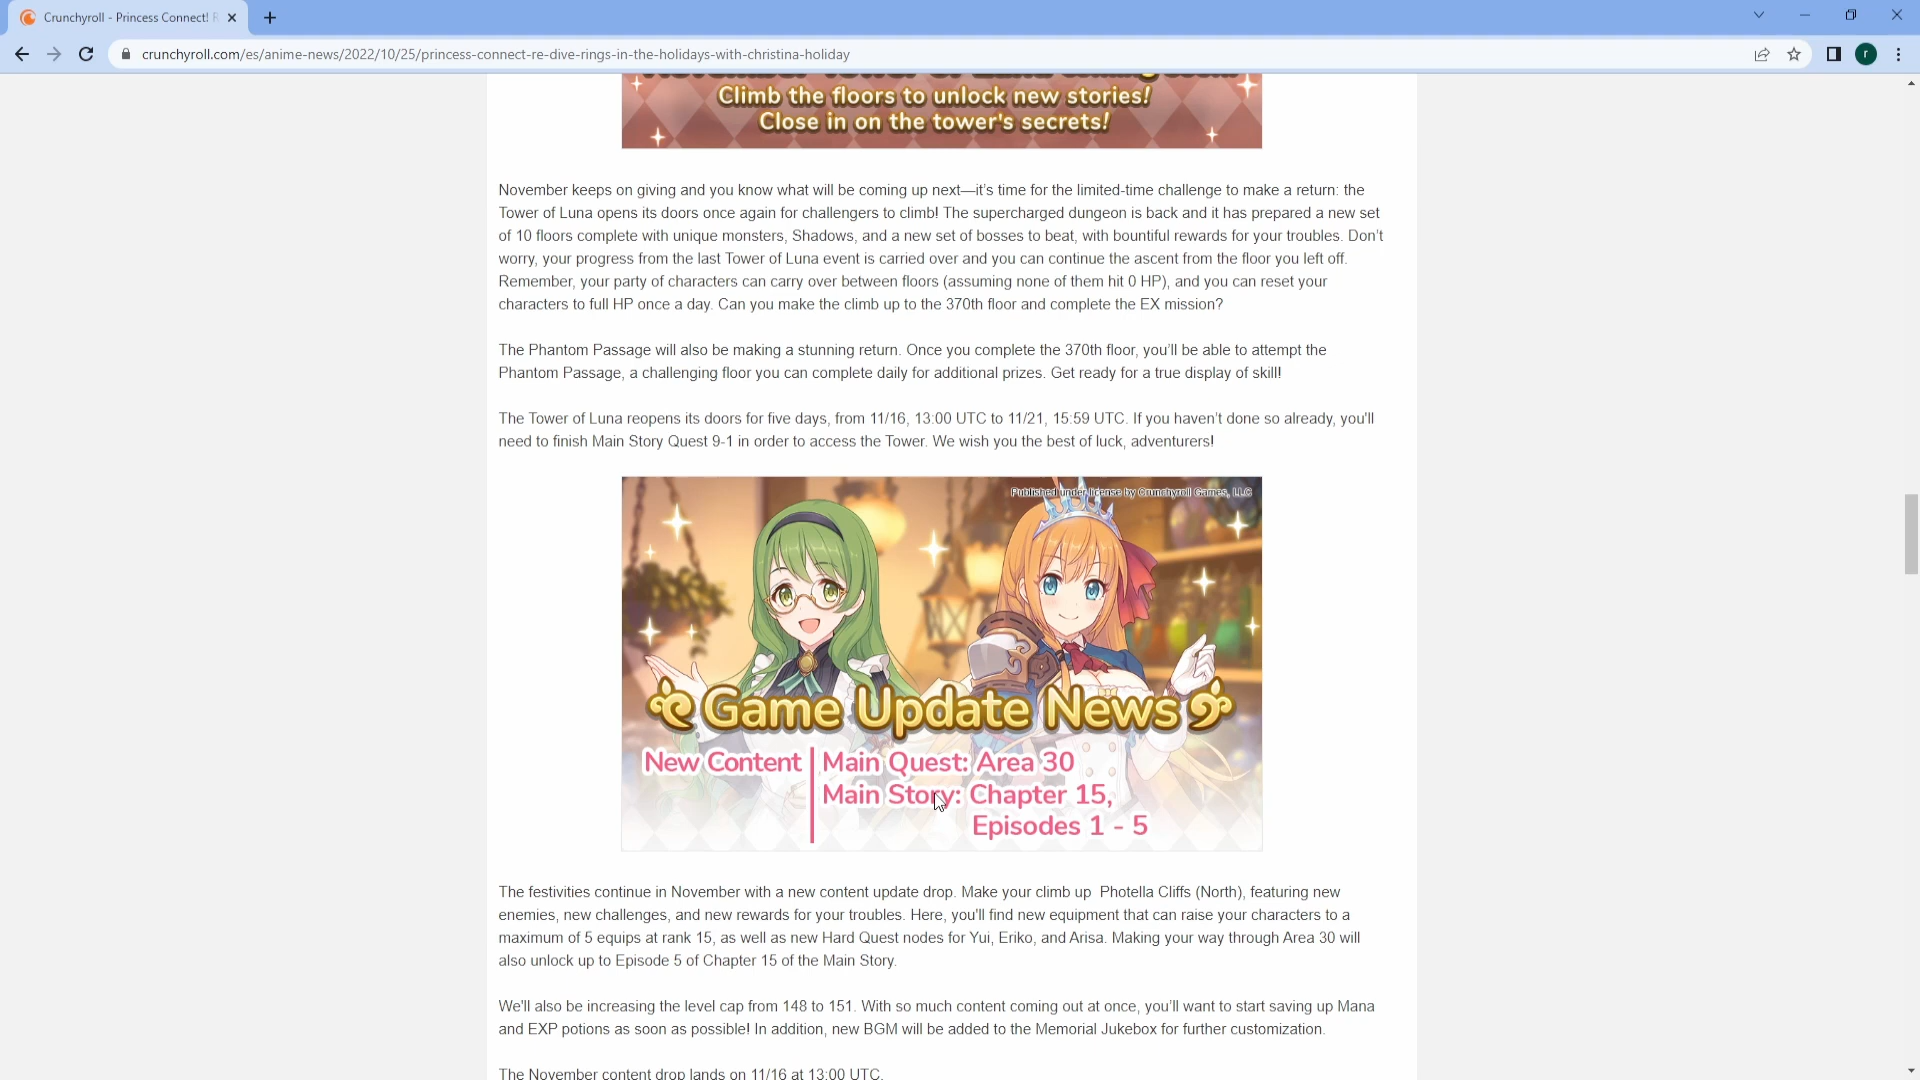 Crunchyroll - Princess Connect! R
crunchyroll.com/es/anime-news/2022/10/25/princess-connect-re-dive-rings-in-the-holidays-with-christina-holiday
r
Climb the floors to unlock new stories!
Close in on the tower's secrets!
November keeps on giving and you know what will be coming up next—it's time for the limited-time challenge to make a return: the
Tower of Luna opens its doors once again for challengers to climb! The supercharged dungeon is back and it has prepared a new set
of 10 floors complete with unique monsters, Shadows, and a new set of bosses to beat, with bountiful rewards for your troubles. Don't
worry, your progress from the last Tower of Luna event is carried over and you can continue the ascent from the floor you left off.
Remember, your party of characters can carry over between floors (assuming none of them hit 0 HP), and you can reset your
characters to full HP once a day. Can you make the climb up to the 370th floor and complete the EX mission?
The Phantom Passage will also be making a stunning return. Once you complete the 370th floor, you'll be able to attempt the
Phantom Passage, a challenging floor you can complete daily for additional prizes. Get ready for a true display of skill!
The Tower of Luna reopens its doors for five days, from 11/16, 13:00 UTC to 11/21, 15:59 UTC. If you haven't done so already, you'll
need to finish Main Story Quest 9-1 in order to access the Tower. We wish you the best of luck, adventurers!
Published under license by Crunchyroll Games, LLC
Game Update News
New Content
Main Quest: Area 30
Main Story: Chapter 15,
Episodes 1 - 5
The festivities continue in November with a new content update drop. Make your climb up Photella Cliffs (North), featuring new
enemies, new challenges, and new rewards for your troubles. Here, you'll find new equipment that can raise your characters to a
maximum of 5 equips at rank 15, as well as new Hard Quest nodes for Yui, Eriko, and Arisa. Making your way through Area 30 will
also unlock up to Episode 5 of Chapter 15 of the Main Story.
We'll also be increasing the level cap from 148 to 151. With so much content coming out at once, you'll want to start saving up Mana
and EXP potions as soon as possible! In addition, new BGM will be added to the Memorial Jukebox for further customization.
The November content drop lands on 11/16 at 13:00 UTC.